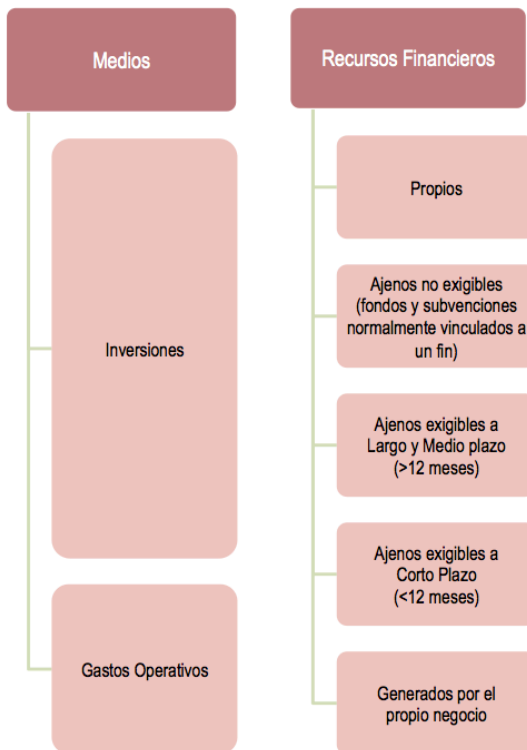 Medios
Inversiones
Gastos Operativos
Recursos Financieros
Propios
Ajenos no exigibles
(fondos y subvenciones
normalmente vinculados a
un fin)
Ajenos exigibles a
Largo y Medio plazo
(>12 meses)
Ajenos exigibles a
Corto Plazo
(<12 meses)
Generados por el
propio negocio